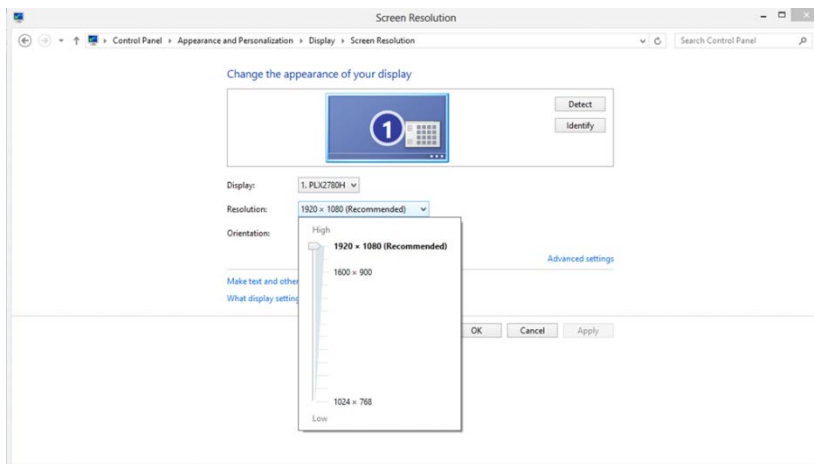 Screen Resolution
Control Panel ▸ Appearance and Personalization ▸ Display ▸ Screen Resolution
Search Control Panel
Change the appearance of your display
1
Detect
Identify
Display: 1. PLX2780H
Resolution: 1920 × 1080 (Recommended)
Orientation:
High
1920 × 1080 (Recommended)
1600 × 900
Advanced settings
Make text and other
What display setting
OK Cancel Apply
1024 × 768
Low